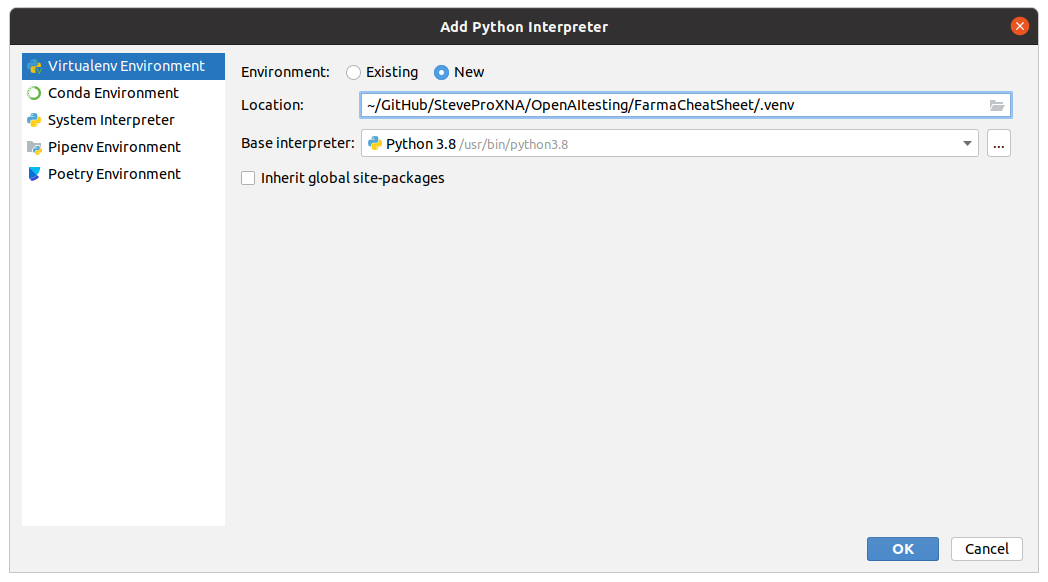 Add Python Interpreter
Virtualenv Environment
Conda Environment
System Interpreter
Pipenv Environment
Poetry Environment
Environment: Existing New
Location: ~/GitHub/SteveProXNA/OpenAItesting/FarmaCheatSheet/.venv
Base interpreter: Python 3.8 /usr/bin/python3.8 ...
Inherit global site-packages
OK Cancel